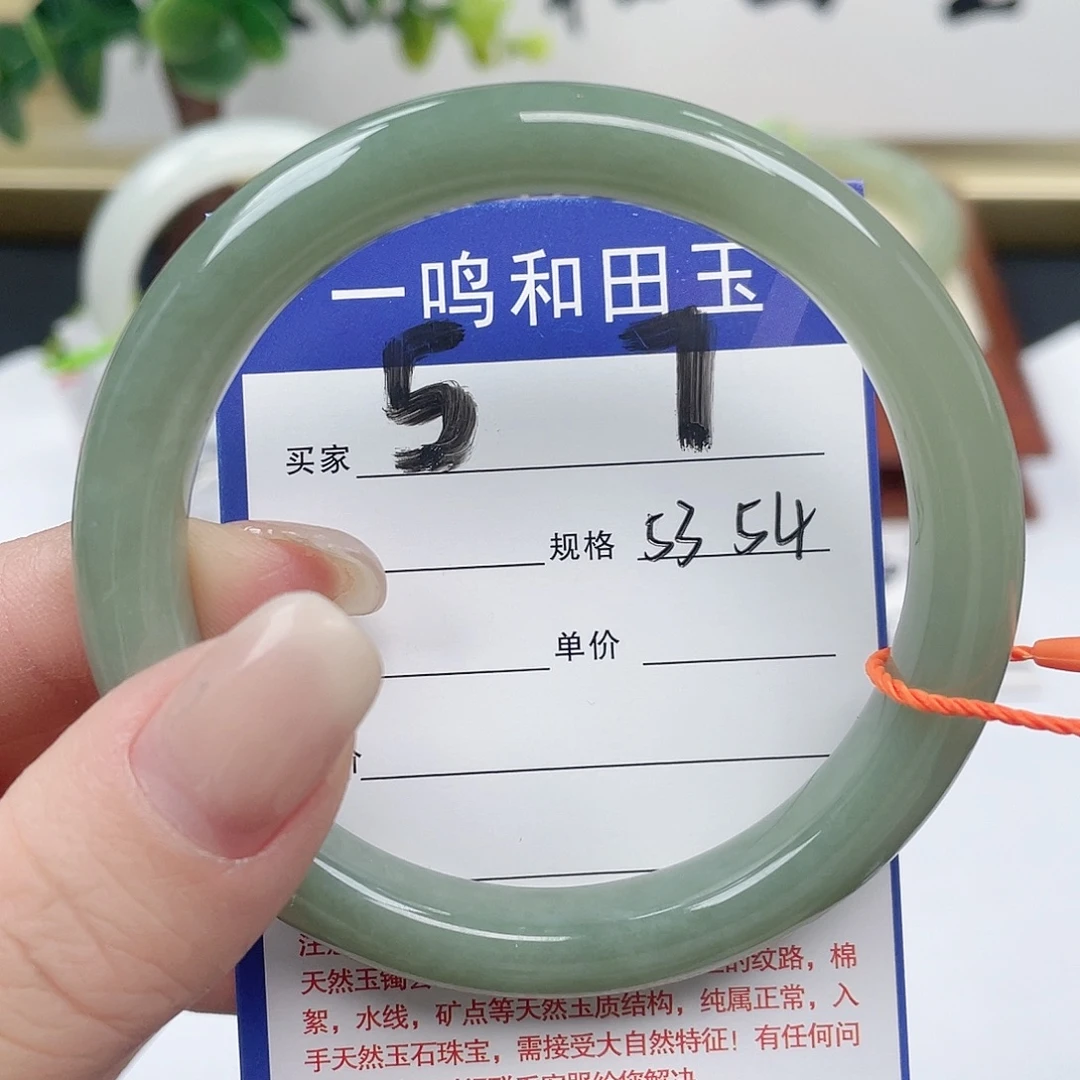 一鸣和田玉
5 7
买家
规格 53 54
单价
天然玉镯
的纹路，棉
絮，水线，矿点等天然玉质结构，纯属正常，入
手天然玉石珠宝，需接受大自然特征！有任何问